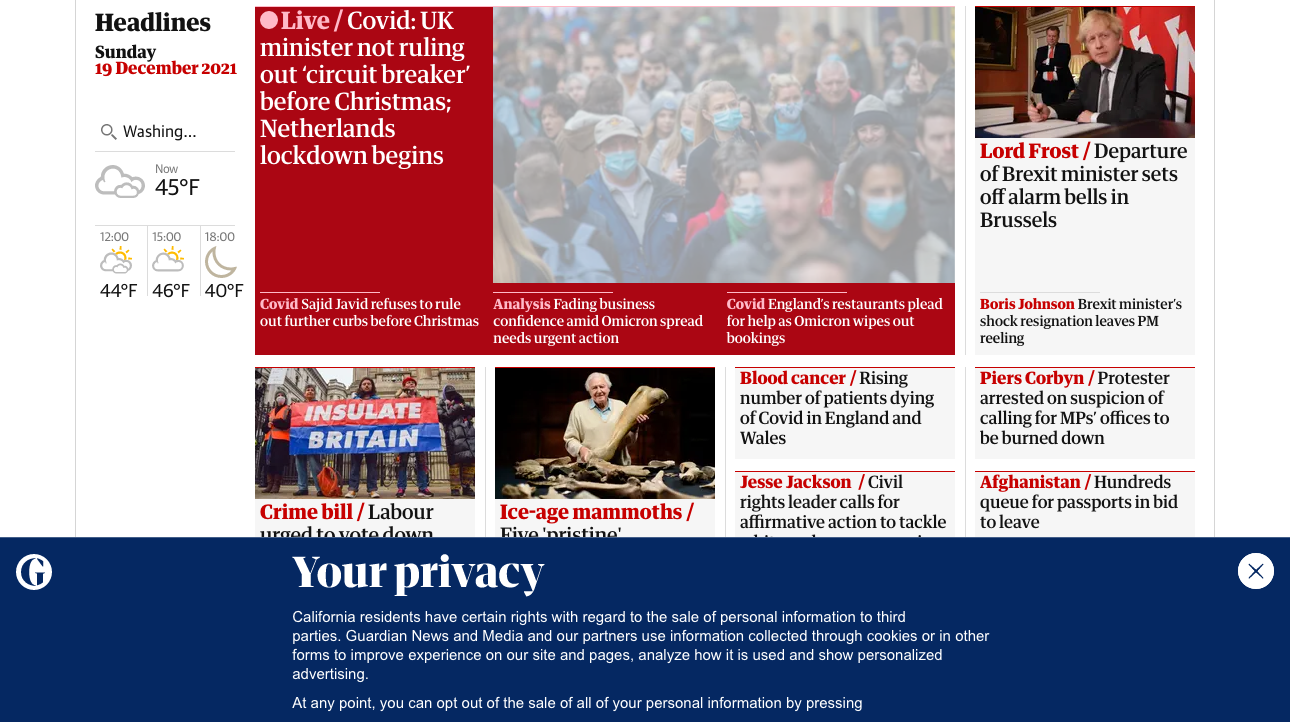 Headlines
Sunday
19 December 2021
Washing...
Now
45°F
12:00
44°F
15:00
46°F
18:00
40°F
Live / Covid: UK
minister not ruling
out ‘circuit breaker’
before Christmas;
Netherlands
lockdown begins
Covid Sajid Javid refuses to rule
out further curbs before Christmas
Analysis Fading business
confidence amid Omicron spread
needs urgent action
Covid England’s restaurants plead
for help as Omicron wipes out
bookings
Lord Frost / Departure
of Brexit minister sets
off alarm bells in
Brussels
Boris Johnson Brexit minister’s
shock resignation leaves PM
reeling
INSULATE
BRITAIN
Crime bill / Labour
urged to vote down
Ice-age mammoths /
Five 'pristine'
Blood cancer / Rising
number of patients dying
of Covid in England and
Wales
Jesse Jackson / Civil
rights leader calls for
affirmative action to tackle
Piers Corbyn / Protester
arrested on suspicion of
calling for MPs’ offices to
be burned down
Afghanistan / Hundreds
queue for passports in bid
to leave
Your privacy
California residents have certain rights with regard to the sale of personal information to third
parties. Guardian News and Media and our partners use information collected through cookies or in other
forms to improve experience on our site and pages, analyze how it is used and show personalized
advertising.
At any point, you can opt out of the sale of all of your personal information by pressing